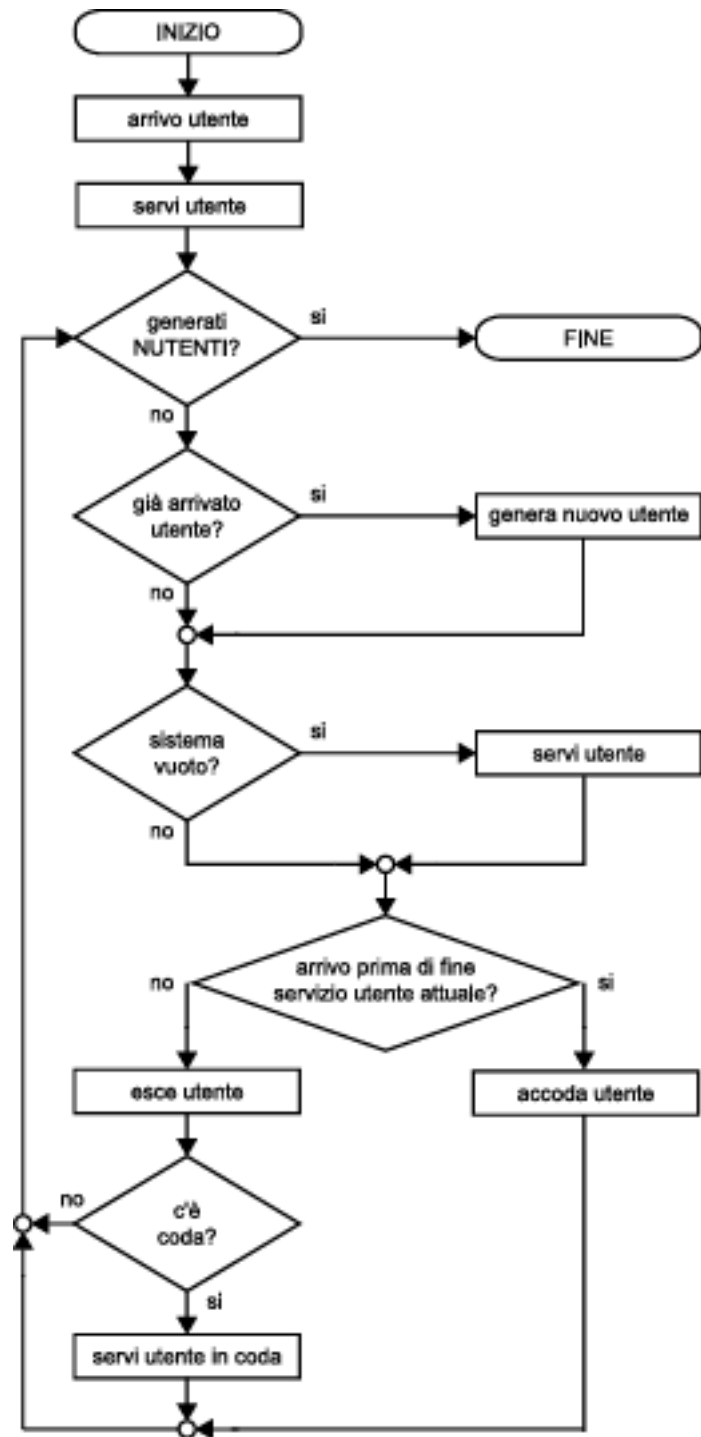 INIZIO
arrivo utente
servi utente
generati
NUTENTI?
si
FINE
no
già arrivato
utente?
si
genera nuovo utente
no
sistema
vuoto?
si
servi utente
no
arrivo prima di fine
servizio utente attuale?
no
si
esce utente
accoda utente
c'è
coda?
no
si
servi utente in coda